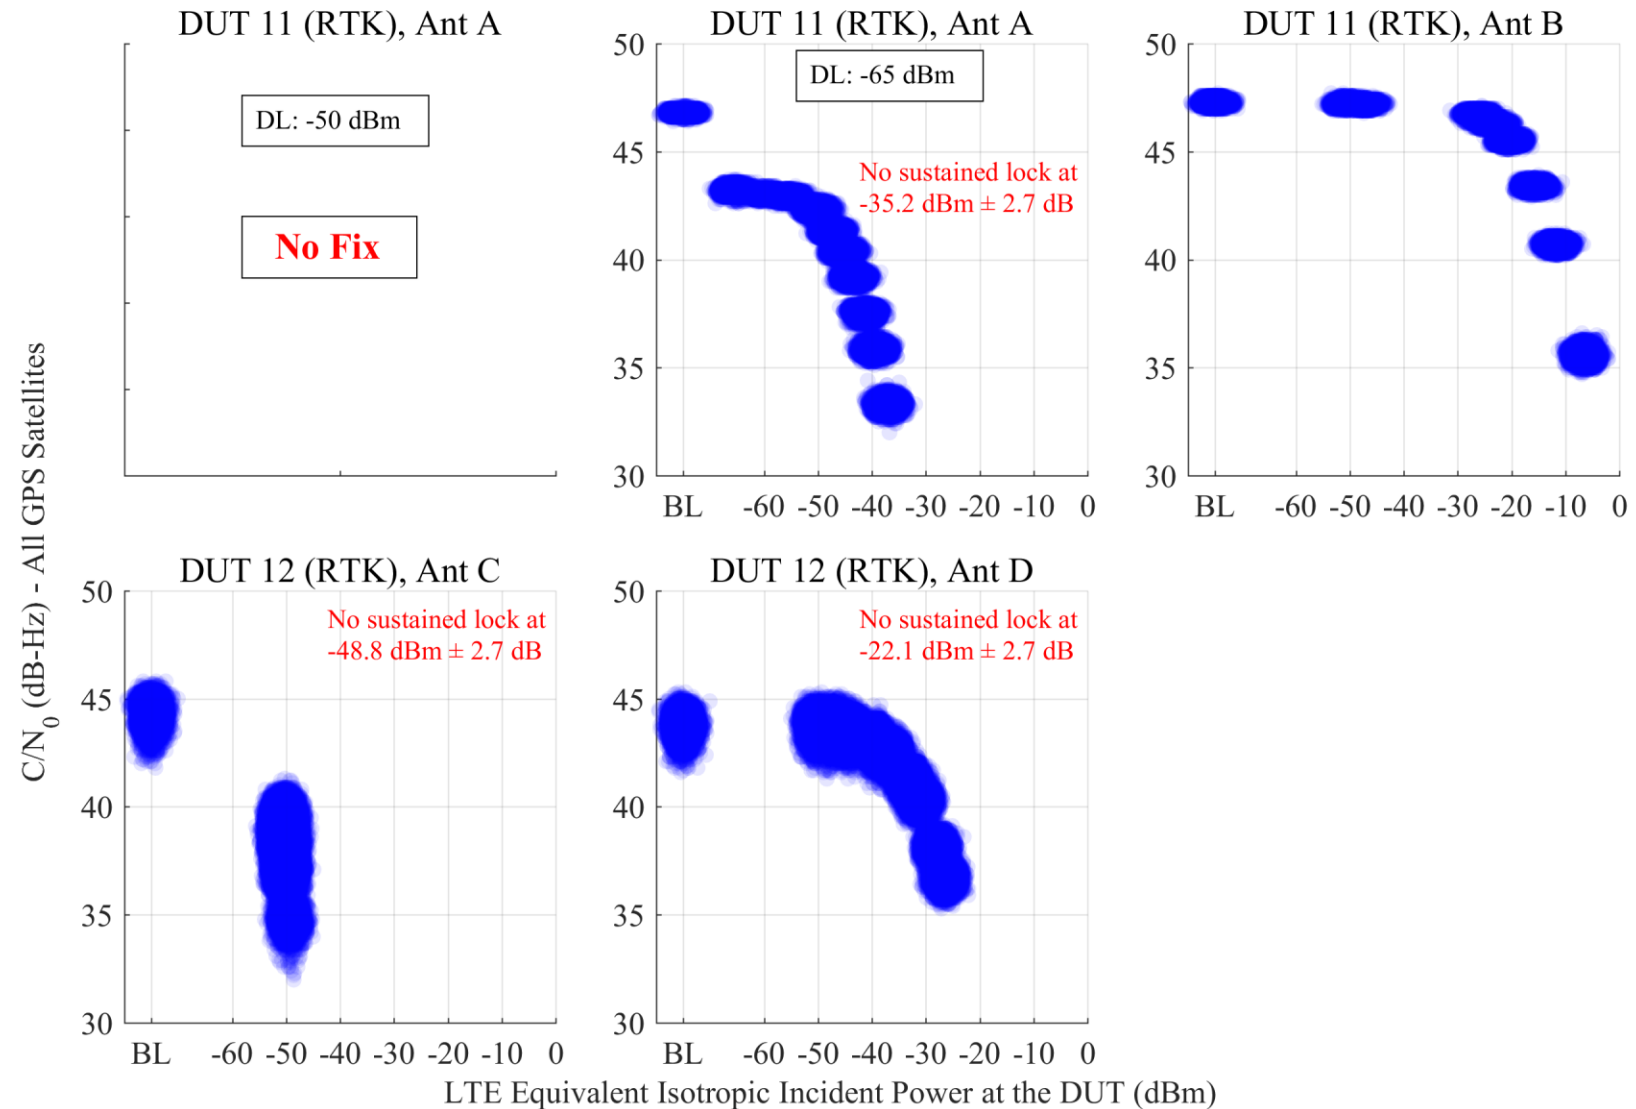 DUT 11 (RTK), Ant A
DL: -50 dBm
No Fix
DUT 11 (RTK), Ant A
DL: -65 dBm
No sustained lock at
-35.2 dBm ± 2.7 dB
50
45
40
35
30
BL -60 -50 -40 -30 -20 -10 0
DUT 11 (RTK), Ant B
50
45
40
35
30
BL -60 -50 -40 -30 -20 -10 0
C/N0 (dB-Hz) - All GPS Satellites
DUT 12 (RTK), Ant C
No sustained lock at
-48.8 dBm ± 2.7 dB
50
45
40
35
30
BL -60 -50 -40 -30 -20 -10 0
DUT 12 (RTK), Ant D
No sustained lock at
-22.1 dBm ± 2.7 dB
50
45
40
35
30
BL -60 -50 -40 -30 -20 -10 0
LTE Equivalent Isotropic Incident Power at the DUT (dBm)